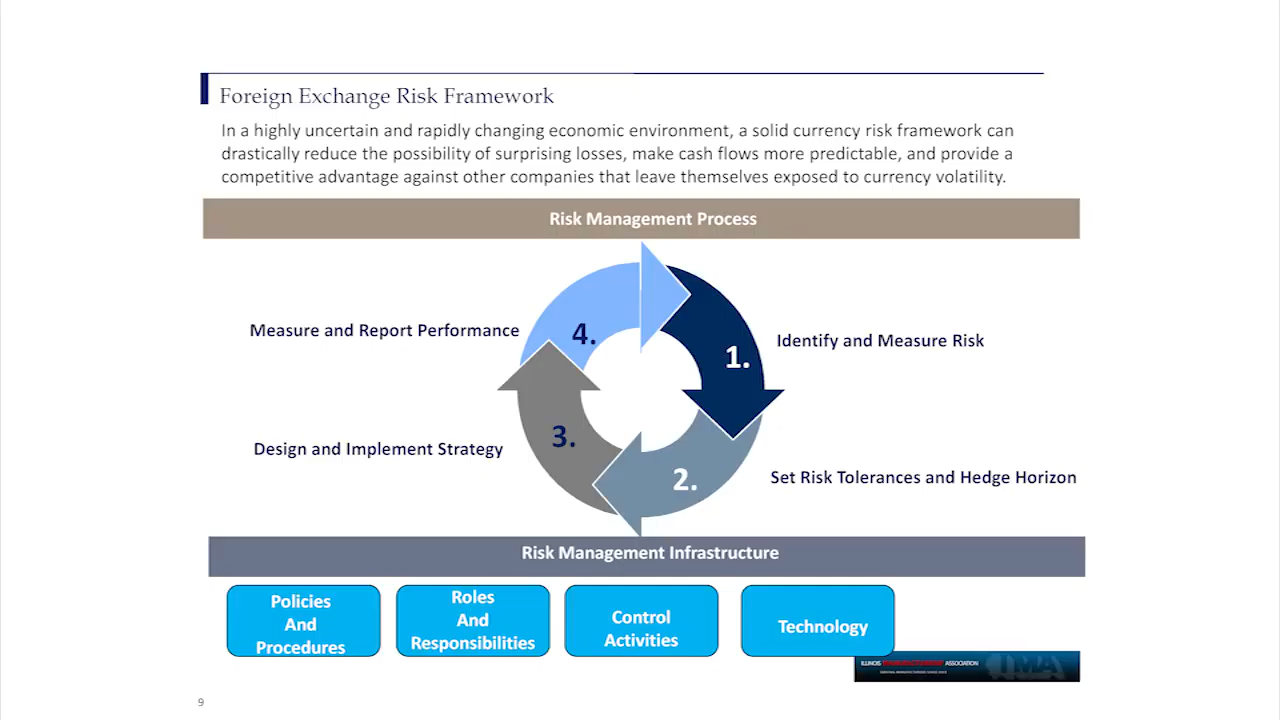 Foreign Exchange Risk Framework
In a highly uncertain and rapidly changing economic environment, a solid currency risk framework can
drastically reduce the possibility of surprising losses, make cash flows more predictable, and provide a
competitive advantage against other companies that leave themselves exposed to currency volatility.
Risk Management Process
Measure and Report Performance
4.
1.
Identify and Measure Risk
Design and Implement Strategy
3.
2.
Set Risk Tolerances and Hedge Horizon
Risk Management Infrastructure
Policies
And
Procedures
Roles
And
Responsibilities
Control
Activities
Technology
ILLINOIS
ASSOCIATION
IMA
9